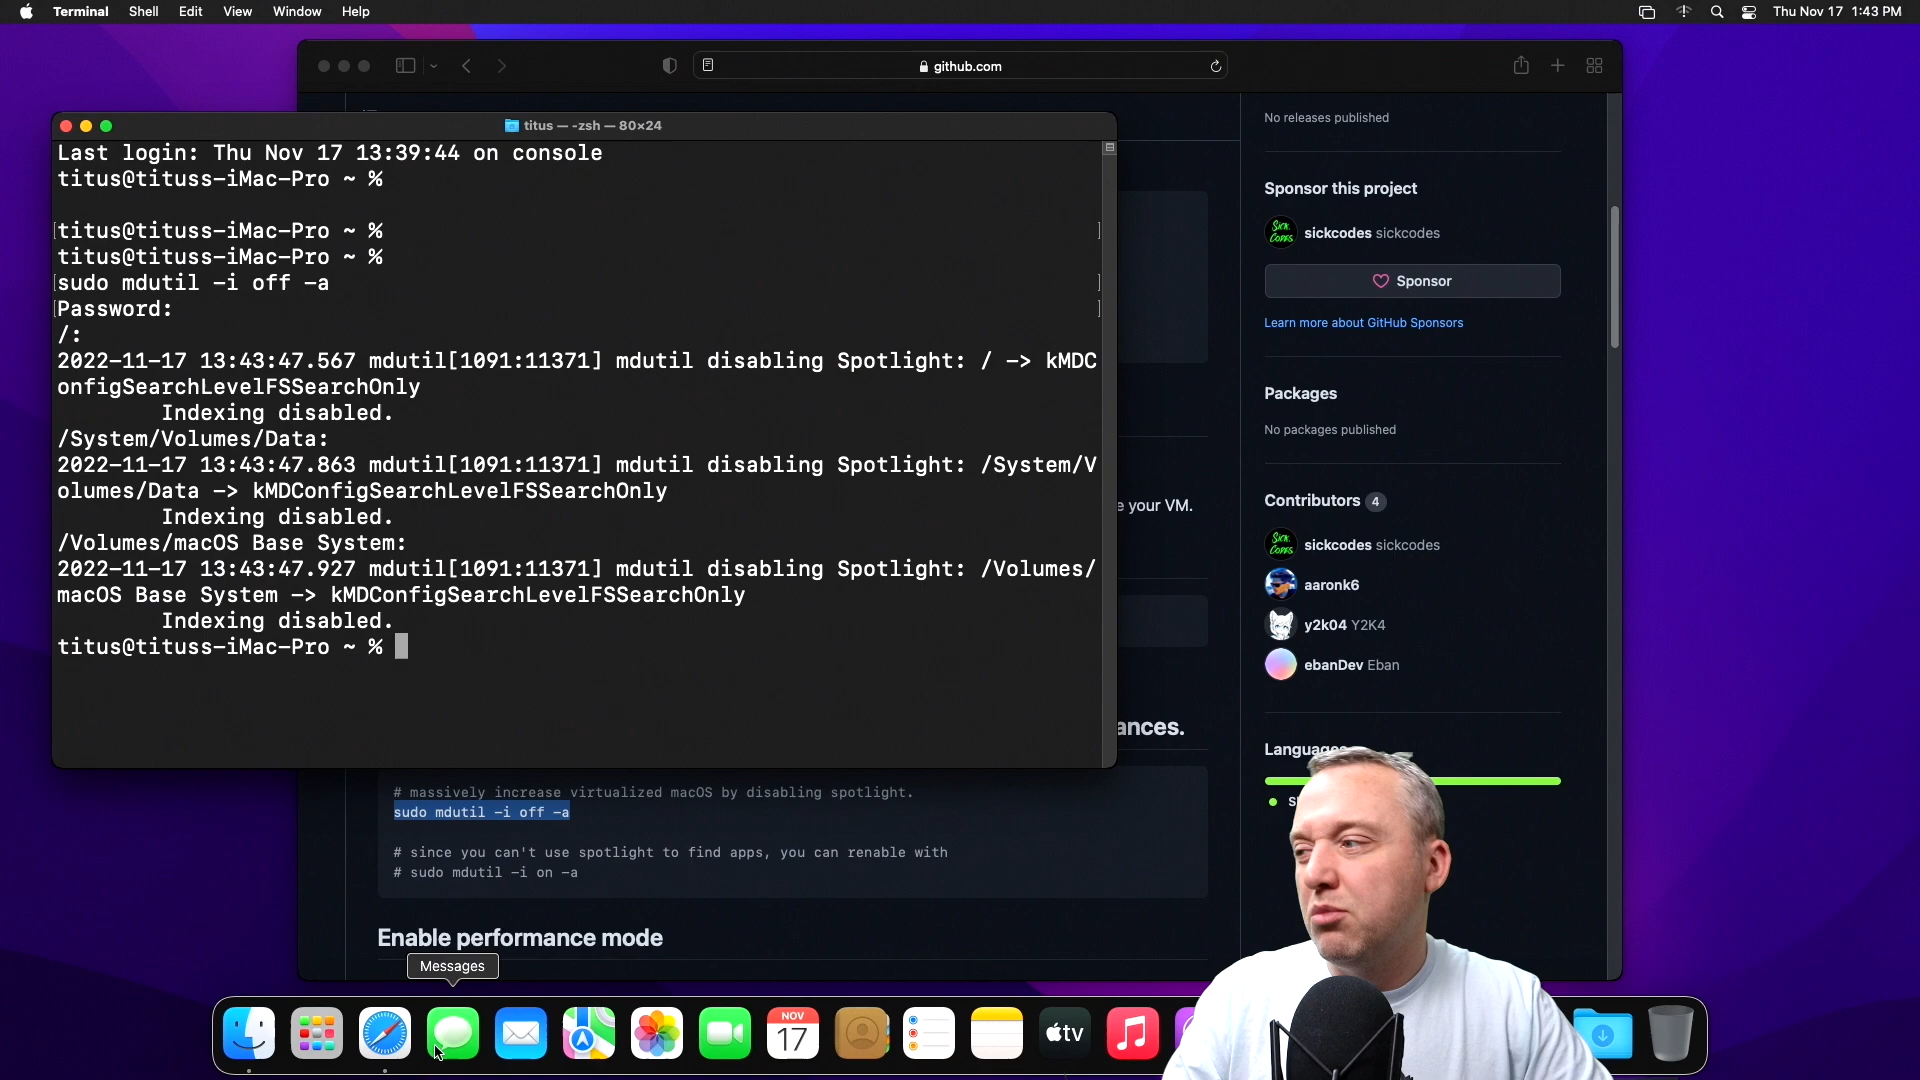 Terminal Shell Edit View Window Help
Thu Nov 17 1:43 PM
github.com
titus — -zsh — 80×24
Last login: Thu Nov 17 13:39:44 on console
titus@tituss-iMac-Pro ~ %
titus@tituss-iMac-Pro ~ %
titus@tituss-iMac-Pro ~ %
sudo mdutil -i off -a
Password:
/:
2022-11-17 13:43:47.567 mdutil[1091:11371] mdutil disabling Spotlight: / -> kMDC
onfigSearchLevelFSSearchOnly
Indexing disabled.
/System/Volumes/Data:
2022-11-17 13:43:47.863 mdutil[1091:11371] mdutil disabling Spotlight: /System/V
olumes/Data -> kMDConfigSearchLevelFSSearchOnly
Indexing disabled.
/Volumes/macOS Base System:
2022-11-17 13:43:47.927 mdutil[1091:11371] mdutil disabling Spotlight: /Volumes/
macOS Base System -> kMDConfigSearchLevelFSSearchOnly
Indexing disabled.
titus@tituss-iMac-Pro ~ %
e your VM.
ances.
# massively increase virtualized macOS by disabling spotlight.
sudo mdutil -i off -a
# since you can't use spotlight to find apps, you can renable with
# sudo mdutil -i on -a
Enable performance mode
No releases published
Sponsor this project
SICK.
CODES
sickcodes sickcodes
Sponsor
Learn more about GitHub Sponsors
Packages
No packages published
Contributors 4
SICK.
CODES
sickcodes sickcodes
aaronk6
y2k04 Y2K4
ebanDev Eban
Languages
S
Messages
NOV
17
tv